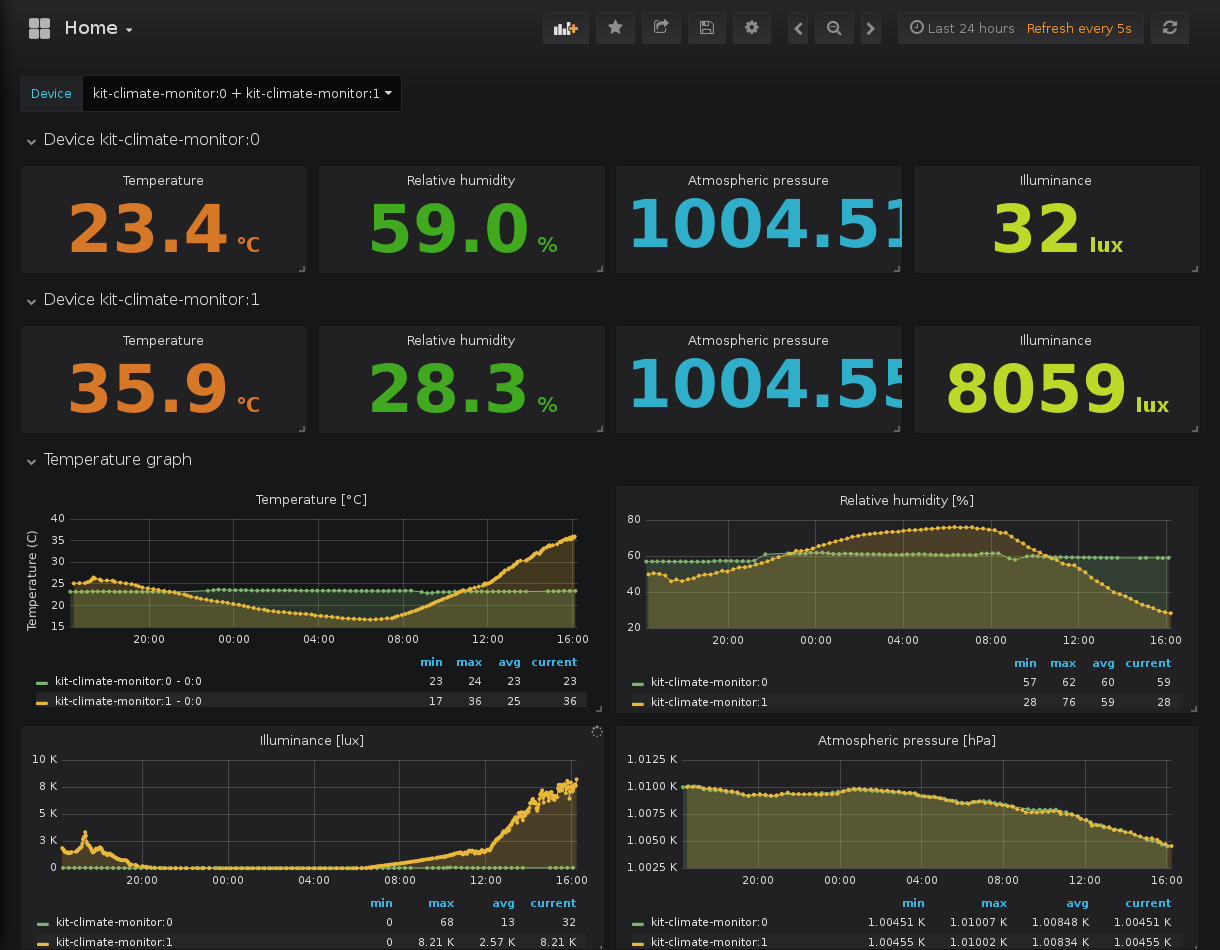 Home
Last 24 hours Refresh every 5s
Device kit-climate-monitor:0 + kit-climate-monitor:1
Device kit-climate-monitor:0
Temperature Relative humidity Atmospheric pressure Illuminance
23.4 °C 59.0 % 1004.51 32 lux
Device kit-climate-monitor:1
Temperature Relative humidity Atmospheric pressure Illuminance
35.9 °C 28.3 % 1004.55 8059 lux
Temperature graph
Temperature [°C]
Temperature (C)
40
35
30
25
20
15
20:00 00:00 04:00 08:00 12:00 16:00
min max avg current
kit-climate-monitor:0 - 0:0 23 24 23 23
kit-climate-monitor:1 - 0:0 17 36 25 36
Relative humidity [%]
80
60
40
20
20:00 00:00 04:00 08:00 12:00 16:00
min max avg current
kit-climate-monitor:0 57 62 60 59
kit-climate-monitor:1 28 76 59 28
Illuminance [lux]
10 K
8 K
5 K
3 K
0
20:00 00:00 04:00 08:00 12:00 16:00
min max avg current
kit-climate-monitor:0 0 68 13 32
kit-climate-monitor:1 0 8.21 K 2.57 K 8.21 K
Atmospheric pressure [hPa]
1.0125 K
1.0100 K
1.0075 K
1.0050 K
1.0025 K
20:00 00:00 04:00 08:00 12:00 16:00
min max avg current
kit-climate-monitor:0 1.00451 K 1.01007 K 1.00848 K 1.00451 K
kit-climate-monitor:1 1.00455 K 1.01002 K 1.00834 K 1.00455 K